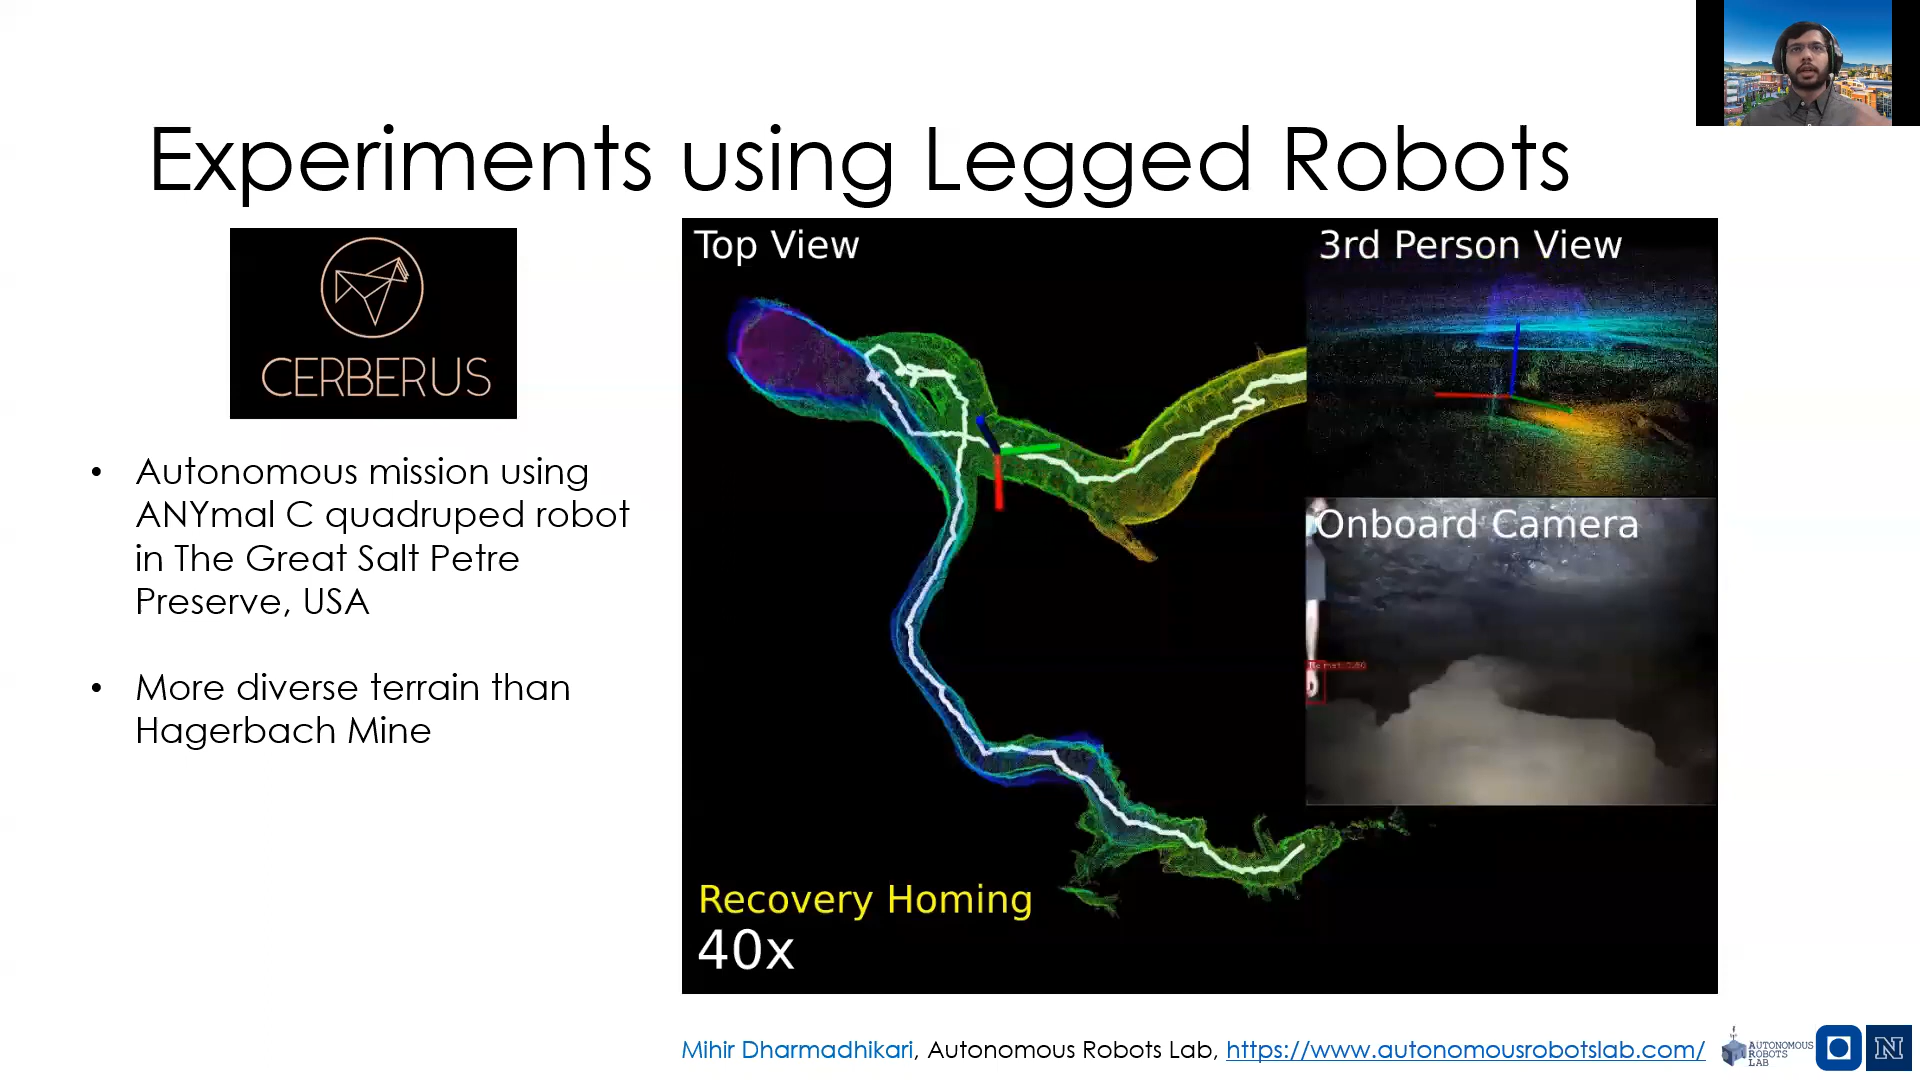 Experiments using Legged Robots
CERBERUS
• Autonomous mission using
ANYmal C quadruped robot
in The Great Salt Petre
Preserve, USA
• More diverse terrain than
Hagerbach Mine
Top View
3rd Person View
Onboard Camera
Recovery Homing
40x
Mihir Dharmadhikari, Autonomous Robots Lab, https://www.autonomousrobotslab.com/
AUTONOMOUS
ROBOTS
LAB
N